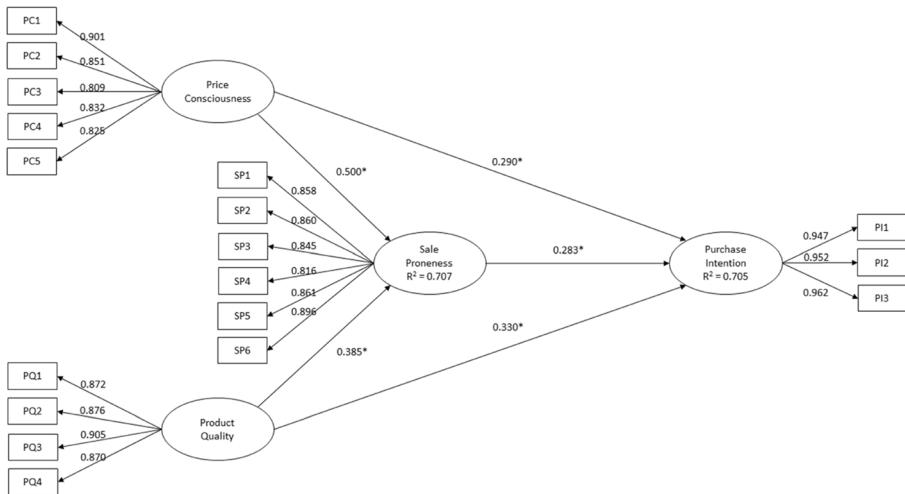 PC1
0.901
PC2
0.851
PC3
0.809
PC4
0.832
PC5
0.825
Price
Consciousness
0.290*
0.500*
SP1
0.858
SP2
0.860
SP3
0.845
SP4
0.816
SP5
0.861
SP6
0.896
Sale
Proneness
R² = 0.707
0.283*
Purchase
Intention
R² = 0.705
0.947
PI1
0.952
PI2
0.962
PI3
0.330*
0.385*
PQ1
0.872
PQ2
0.876
PQ3
0.905
PQ4
0.870
Product
Quality